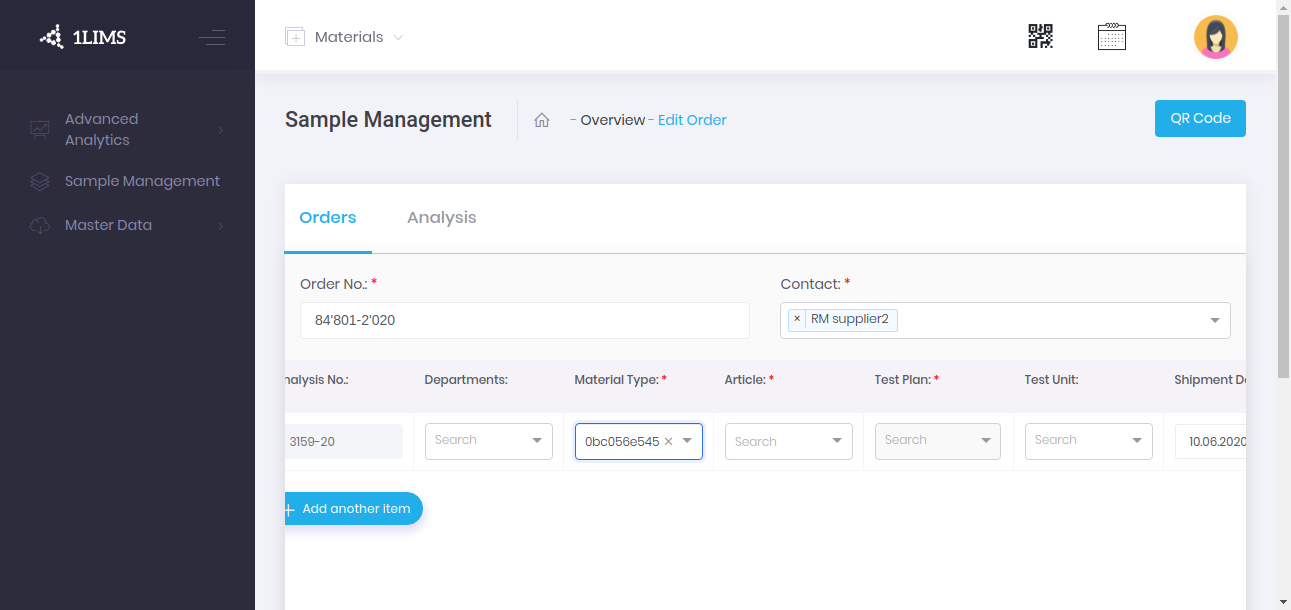 1LIMS
Materials
Advanced
Analytics
Sample Management
Master Data
Sample Management
- Overview - Edit Order
QR Code
Orders
Analysis
Order No.: *
Contact: *
84'801-2'020
× RM supplier2
nalysis No.:
Departments:
Material Type: *
Article: *
Test Plan: *
Test Unit:
Shipment Da
3159-20
Search
0bc056e545 ×
Search
Search
Search
10.06.2020
+ Add another item